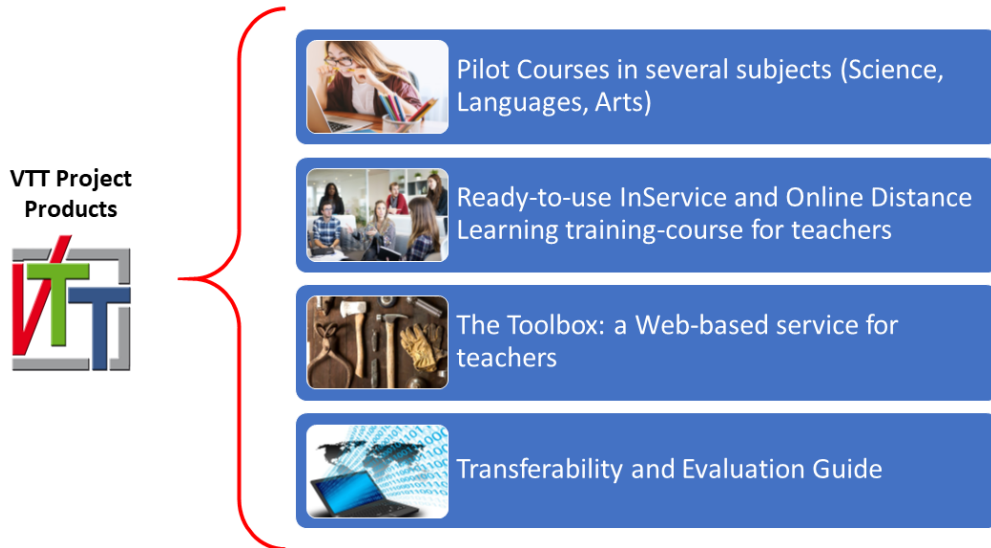 VTT Project
Products
VTT
Pilot Courses in several subjects (Science,
Languages, Arts)
Ready-to-use InService and Online Distance
Learning training-course for teachers
The Toolbox: a Web-based service for
teachers
Transferability and Evaluation Guide